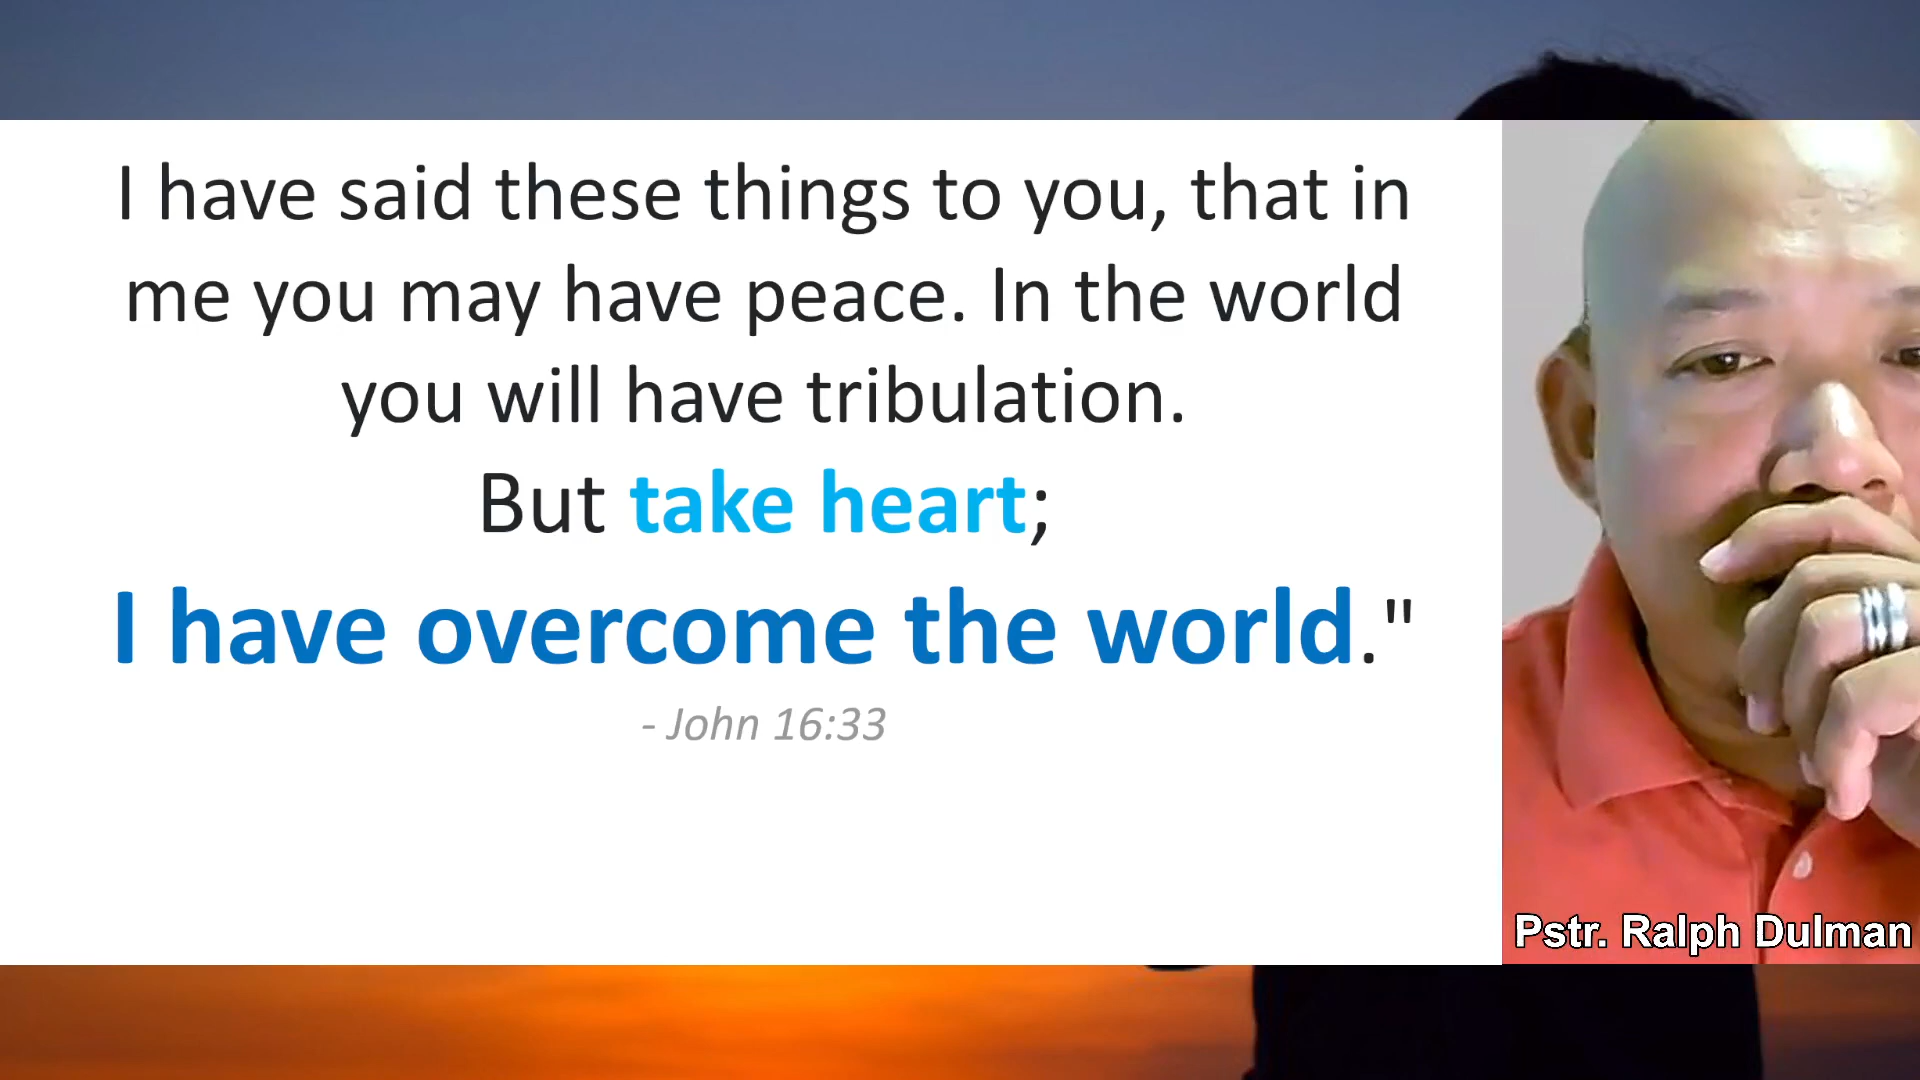 I have said these things to you, that in
me you may have peace. In the world
you will have tribulation.
But take heart;
I have overcome the world."
- John 16:33
Pstr. Ralph Dulman